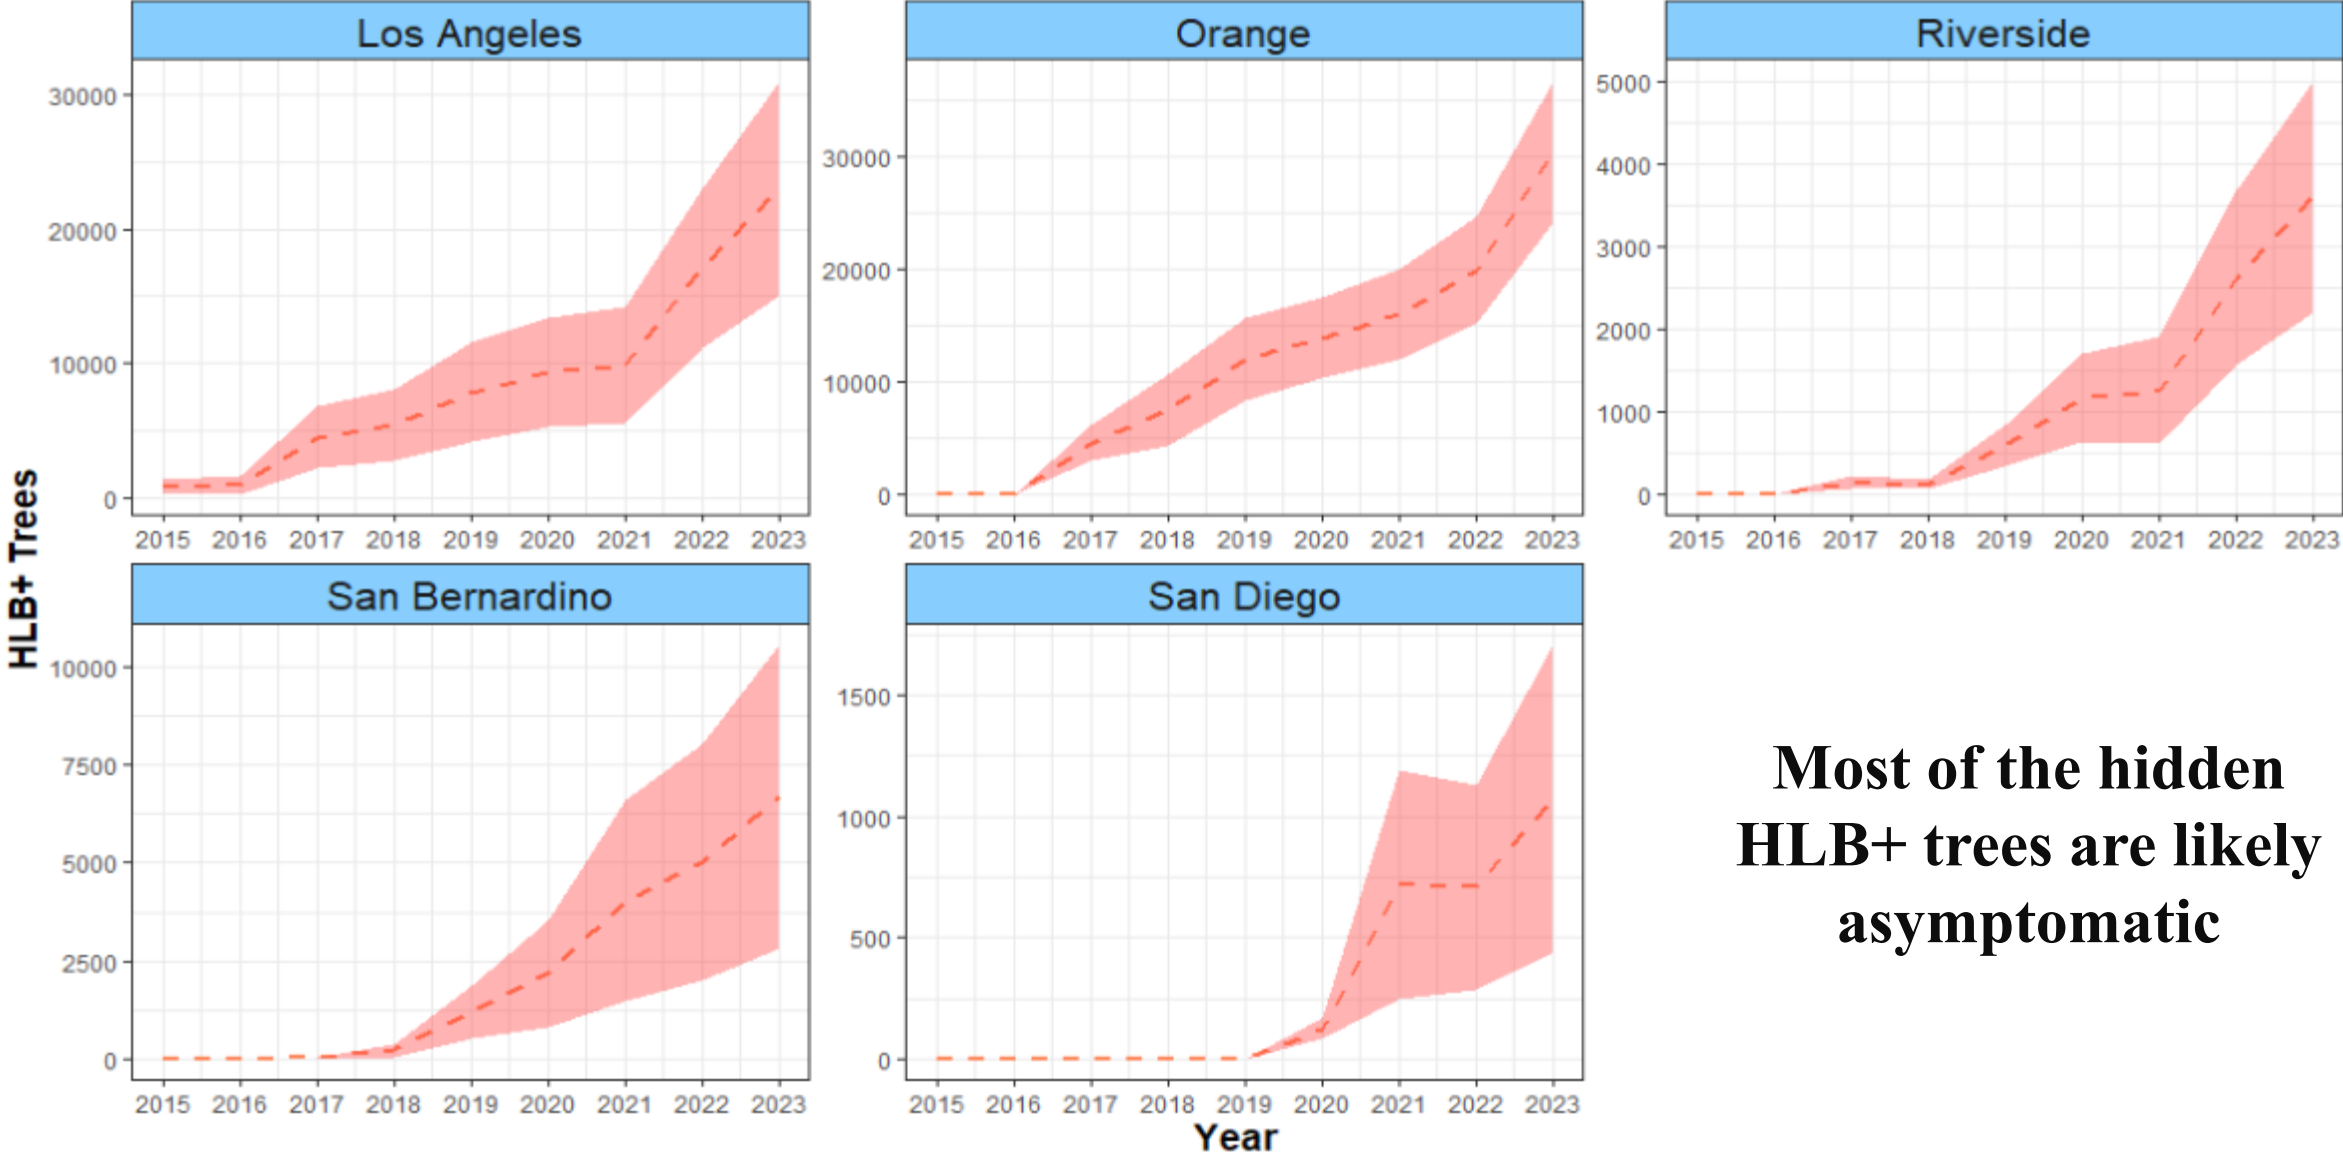 Los Angeles
Orange
Riverside
30000
20000
10000
0
2015 2016 2017 2018 2019 2020 2021 2022 2023
30000
20000
10000
0
2015 2016 2017 2018 2019 2020 2021 2022 2023
5000
4000
3000
2000
1000
0
2015 2016 2017 2018 2019 2020 2021 2022 2023
HLB+ Trees
San Bernardino
San Diego
10000
7500
5000
2500
0
2015 2016 2017 2018 2019 2020 2021 2022 2023
1500
1000
500
0
2015 2016 2017 2018 2019 2020 2021 2022 2023
Year
Most of the hidden
HLB+ trees are likely
asymptomatic